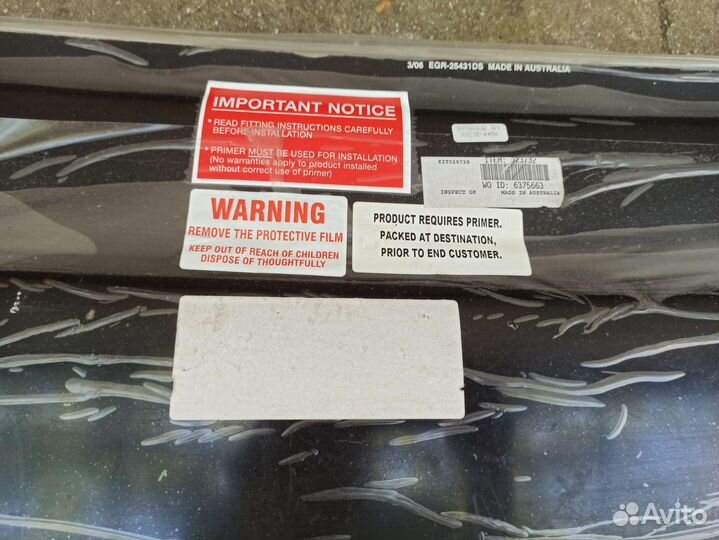 3/06 EGR-25431DS MADE IN AUSTRALIA
IMPORTANT NOTICE
• READ FITTING INSTRUCTIONS CAREFULLY
BEFORE INSTALLATION
• PRIMER MUST BE USED FOR INSTALLATION
(No warranties apply to product installed
without correct use of primer)
KIT028728 ITEM: 323732
WO ID: 6375663
INSPECT OK MADE IN AUSTRALIA
WARNING
REMOVE THE PROTECTIVE FILM
KEEP OUT OF REACH OF CHILDREN
DISPOSE OF THOUGHTFULLY
PRODUCT REQUIRES PRIMER.
PACKED AT DESTINATION,
PRIOR TO END CUSTOMER.
Avito